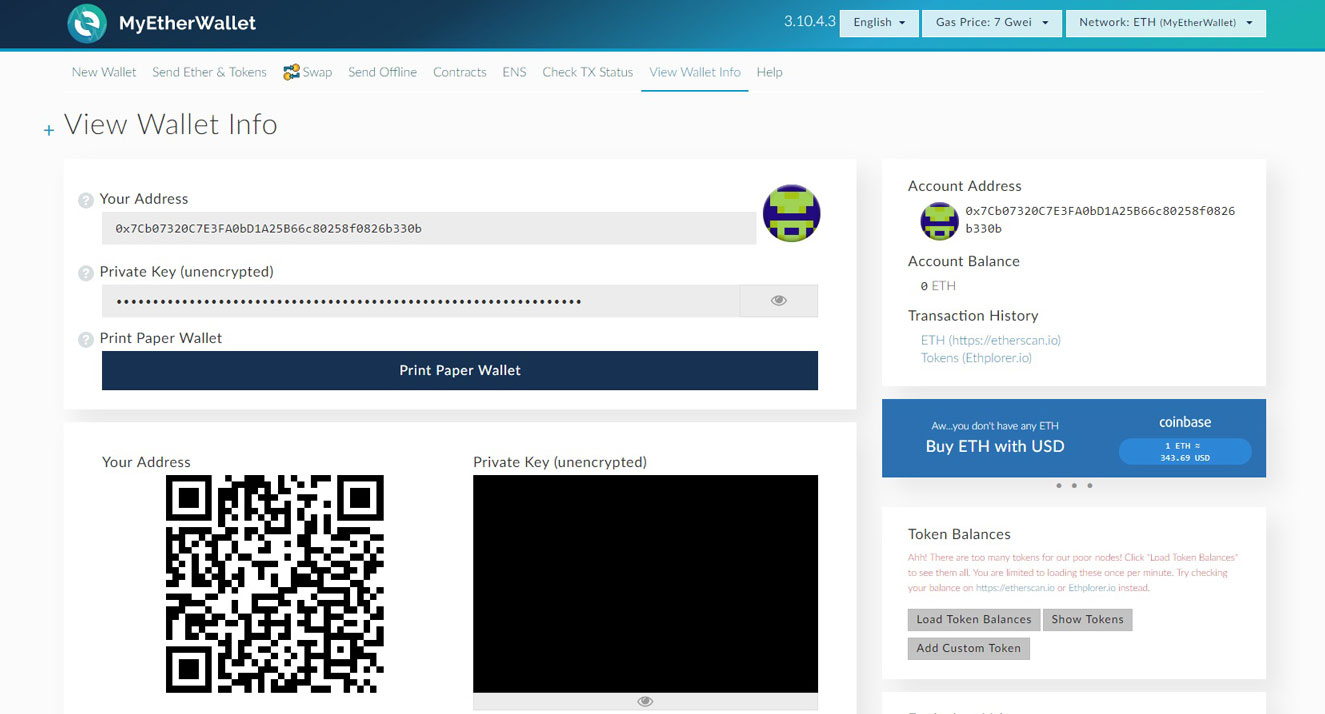 MyEtherWallet
3.10.4.3 English Gas Price: 7 Gwei Network: ETH (MyEtherWallet)
New Wallet Send Ether & Tokens Swap Send Offline Contracts ENS Check TX Status View Wallet Info Help
+ View Wallet Info
? Your Address
0x7Cb07320C7E3FA0bD1A25B66c80258f0826b330b
? Private Key (unencrypted)
? Print Paper Wallet
Print Paper Wallet
Your Address
Private Key (unencrypted)
Account Address
0x7Cb07320C7E3FA0bD1A25B66c80258f0826
b330b
Account Balance
0 ETH
Transaction History
ETH (https://etherscan.io)
Tokens (Ethplorer.io)
Aw...you don't have any ETH
Buy ETH with USD
coinbase
1 ETH ≈
343.69 USD
Token Balances
Ahh! There are too many tokens for our poor nodes! Click "Load Token Balances"
to see them all. You are limited to loading these once per minute. Try checking
your balance on https://etherscan.io or Ethplorer.io instead.
Load Token Balances Show Tokens
Add Custom Token